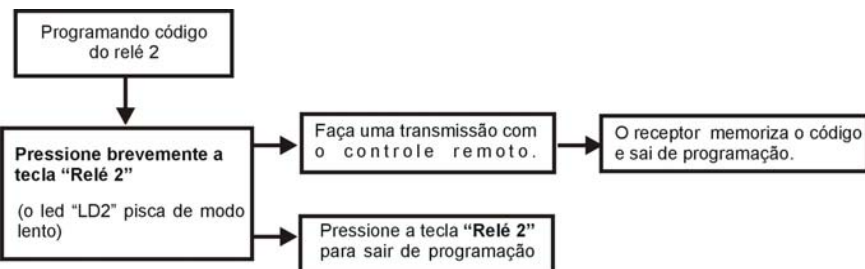 Programando código
do relé 2
Pressione brevemente a
tecla “Relé 2”
(o led “LD2” pisca de modo
lento)
Faça uma transmissão com
o controle remoto.
O receptor memoriza o código
e sai de programação.
Pressione a tecla “Relé 2”
para sair de programação